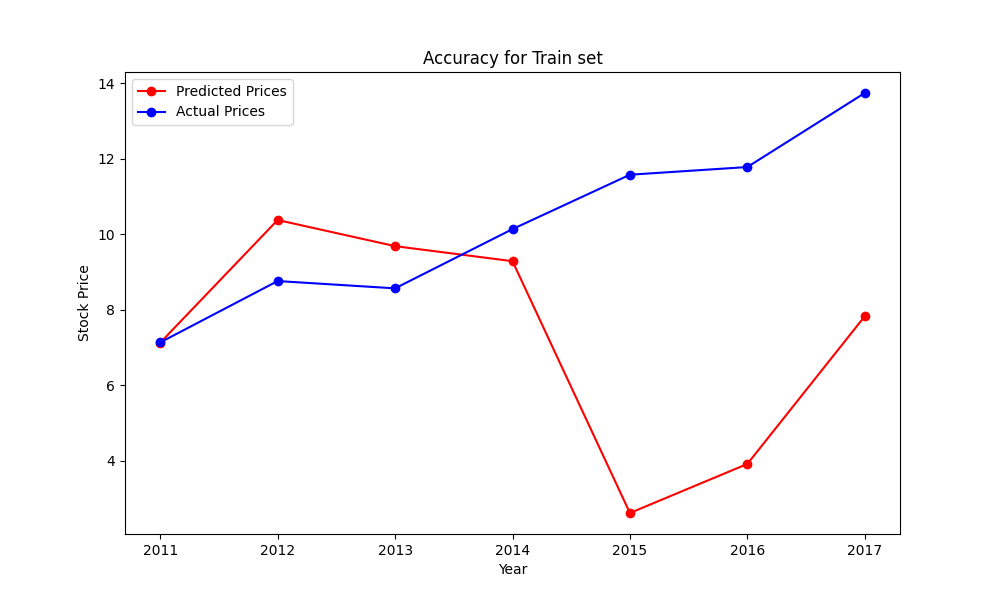 Accuracy for Train set
Predicted Prices
Actual Prices
14
12
10
8
6
4
Stock Price
2011 2012 2013 2014 2015 2016 2017
Year